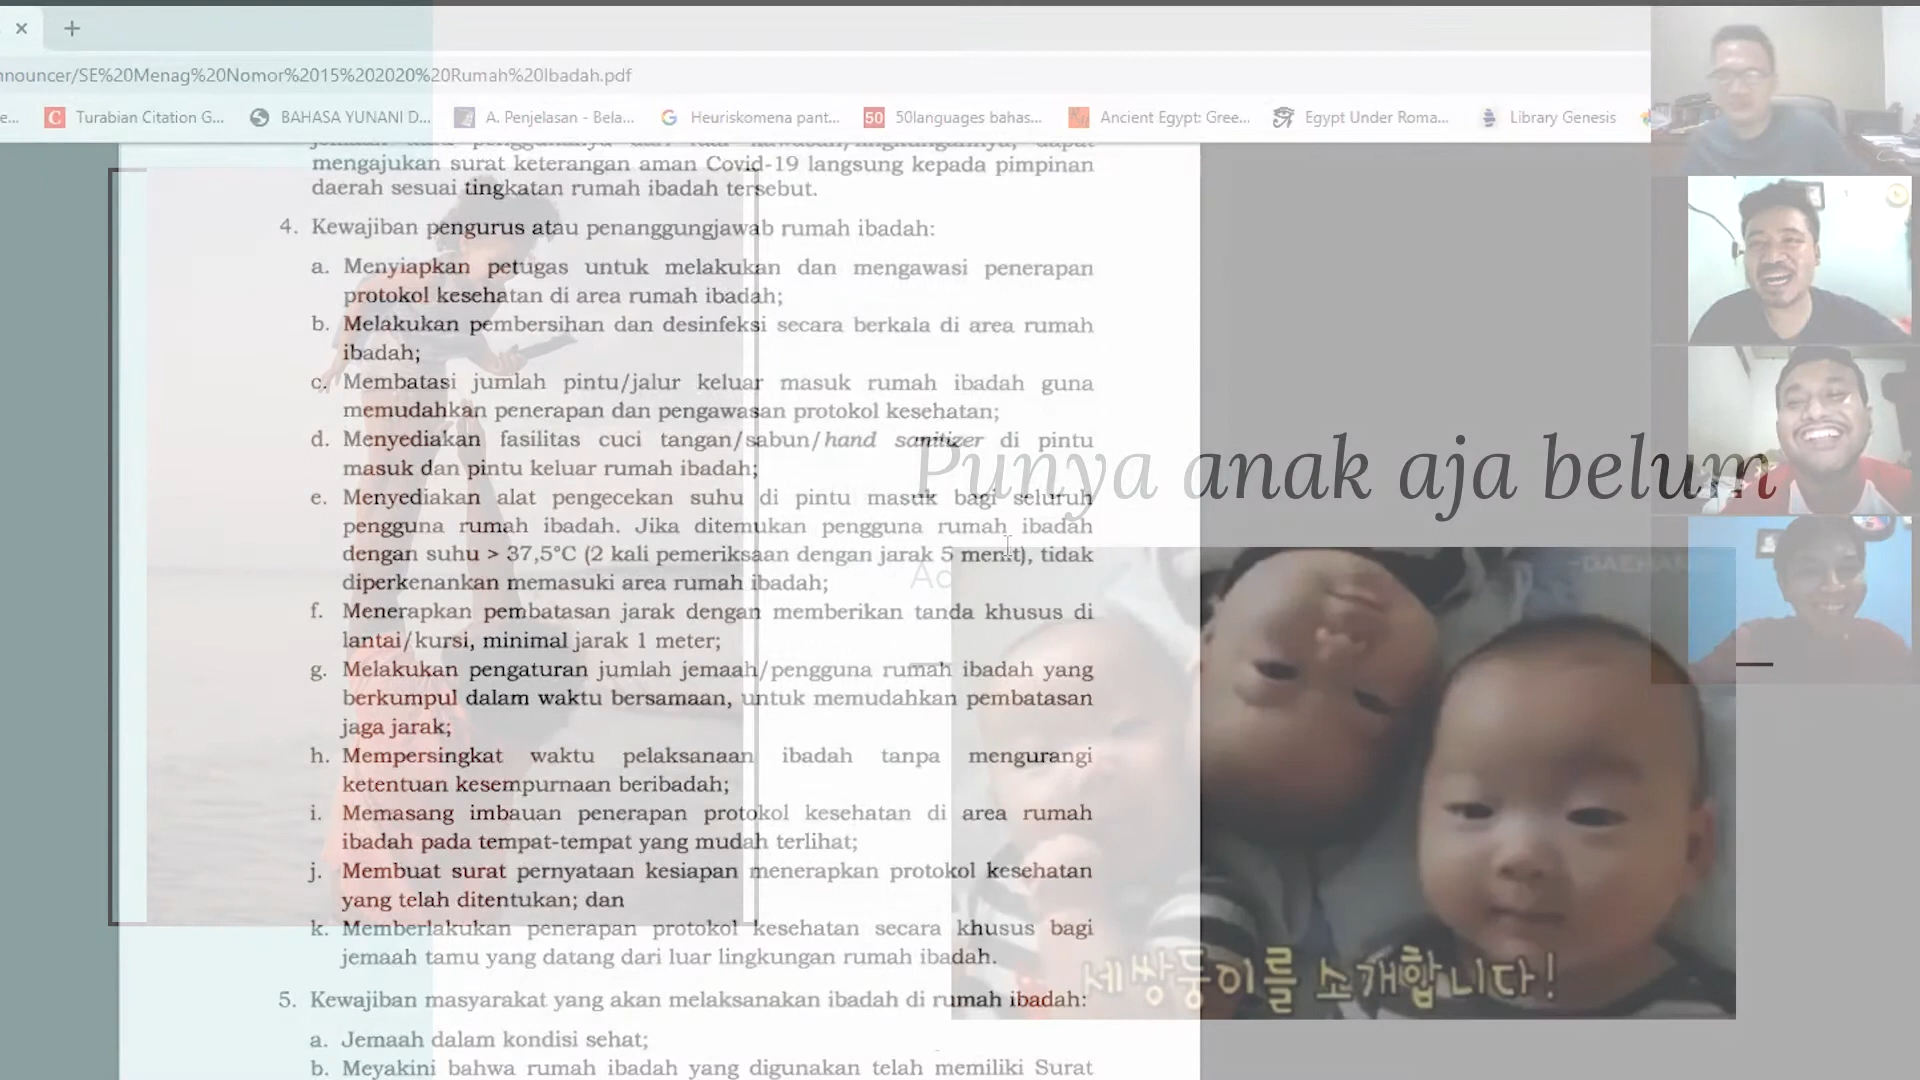 nnouncer/SE%20Menag%20Nomor%2015%202020%20Rumah%20Ibadah.pdf
e... Turabian Citation G... BAHASA YUNANI D... A. Penjelasan - Bela... Heuriskomena pant... 50languages bahas... Ancient Egypt: Gree... Egypt Under Roma... Library Genesis
mengajukan surat keterangan aman Covid-19 langsung kepada pimpinan
daerah sesuai tingkatan rumah ibadah tersebut.
4. Kewajiban pengurus atau penanggungjawab rumah ibadah:
a. Menyiapkan petugas untuk melakukan dan mengawasi penerapan
protokol kesehatan di area rumah ibadah;
b. Melakukan pembersihan dan desinfeksi secara berkala di area rumah
ibadah;
c. Membatasi jumlah pintu/jalur keluar masuk rumah ibadah guna
memudahkan penerapan dan pengawasan protokol kesehatan;
d. Menyediakan fasilitas cuci tangan/sabun/hand sanitizer di pintu
masuk dan pintu keluar rumah ibadah;
e. Menyediakan alat pengecekan suhu di pintu masuk bagi seluruh
pengguna rumah ibadah. Jika ditemukan pengguna rumah ibadah
dengan suhu > 37,5°C (2 kali pemeriksaan dengan jarak 5 menit), tidak
diperkenankan memasuki area rumah ibadah;
f. Menerapkan pembatasan jarak dengan memberikan tanda khusus di
lantai/kursi, minimal jarak 1 meter;
g. Melakukan pengaturan jumlah jemaah/pengguna rumah ibadah yang
berkumpul dalam waktu bersamaan, untuk memudahkan pembatasan
jaga jarak;
h. Mempersingkat waktu pelaksanaan ibadah tanpa mengurangi
ketentuan kesempurnaan beribadah;
i. Memasang imbauan penerapan protokol kesehatan di area rumah
ibadah pada tempat-tempat yang mudah terlihat;
j. Membuat surat pernyataan kesiapan menerapkan protokol kesehatan
yang telah ditentukan; dan
k. Memberlakukan penerapan protokol kesehatan secara khusus bagi
jemaah tamu yang datang dari luar lingkungan rumah ibadah.
5. Kewajiban masyarakat yang akan melaksanakan ibadah di rumah ibadah:
a. Jemaah dalam kondisi sehat;
b. Meyakini bahwa rumah ibadah yang digunakan telah memiliki Surat
Punya anak aja belum
Ad
DAEHAN
세쌍둥이를 소개합니다!